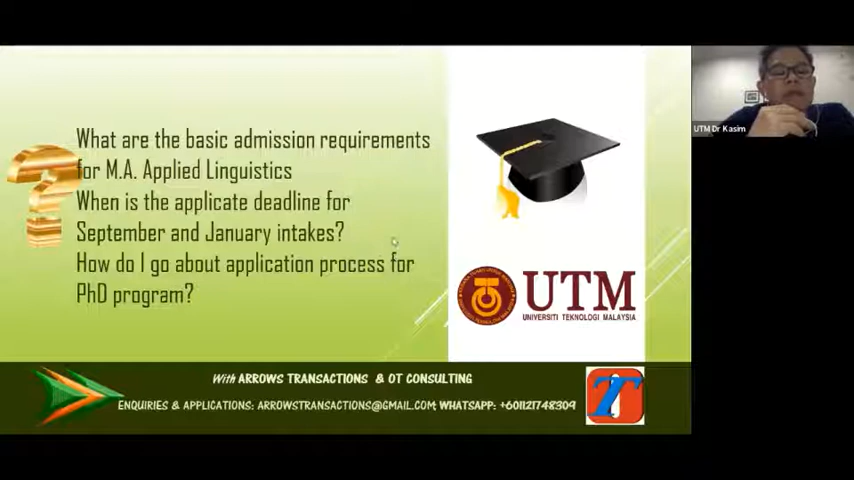 What are the basic admission requirements
for M.A. Applied Linguistics
When is the applicate deadline for
September and January intakes?
How do I go about application process for
PhD program?
UTM
UNIVERSITI TEKNOLOGI MALAYSIA
With ARROWS TRANSACTIONS & OT CONSULTING
ENQUIRIES & APPLICATIONS: ARROWSTRANSACTIONS@GMAIL.COM; WHATSAPP: +601121748309
UTM Dr Kasim